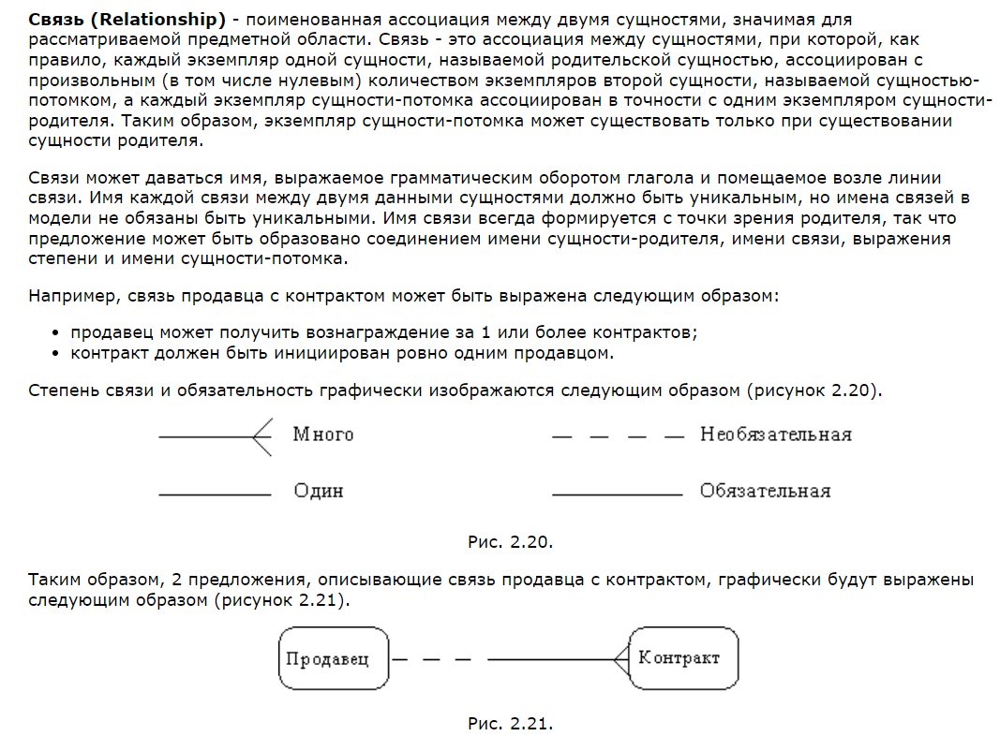 Связь (Relationship) - поименованная ассоциация между двумя сущностями, значимая для
рассматриваемой предметной области. Связь - это ассоциация между сущностями, при которой, как
правило, каждый экземпляр одной сущности, называемой родительской сущностью, ассоциирован с
произвольным (в том числе нулевым) количеством экземпляров второй сущности, называемой сущностью-
потомком, а каждый экземпляр сущности-потомка ассоциирован в точности с одним экземпляром сущности-
родителя. Таким образом, экземпляр сущности-потомка может существовать только при существовании
сущности родителя.
Связи может даваться имя, выражаемое грамматическим оборотом глагола и помещаемое возле линии
связи. Имя каждой связи между двумя данными сущностями должно быть уникальным, но имена связей в
модели не обязаны быть уникальными. Имя связи всегда формируется с точки зрения родителя, так что
предложение может быть образовано соединением имени сущности-родителя, имени связи, выражения
степени и имени сущности-потомка.
Например, связь продавца с контрактом может быть выражена следующим образом:
• продавец может получить вознаграждение за 1 или более контрактов;
• контракт должен быть инициирован ровно одним продавцом.
Степень связи и обязательность графически изображаются следующим образом (рисунок 2.20).
Много Необязательная
Один Обязательная
Рис. 2.20.
Таким образом, 2 предложения, описывающие связь продавца с контрактом, графически будут выражены
следующим образом (рисунок 2.21).
Продавец Контракт
Рис. 2.21.